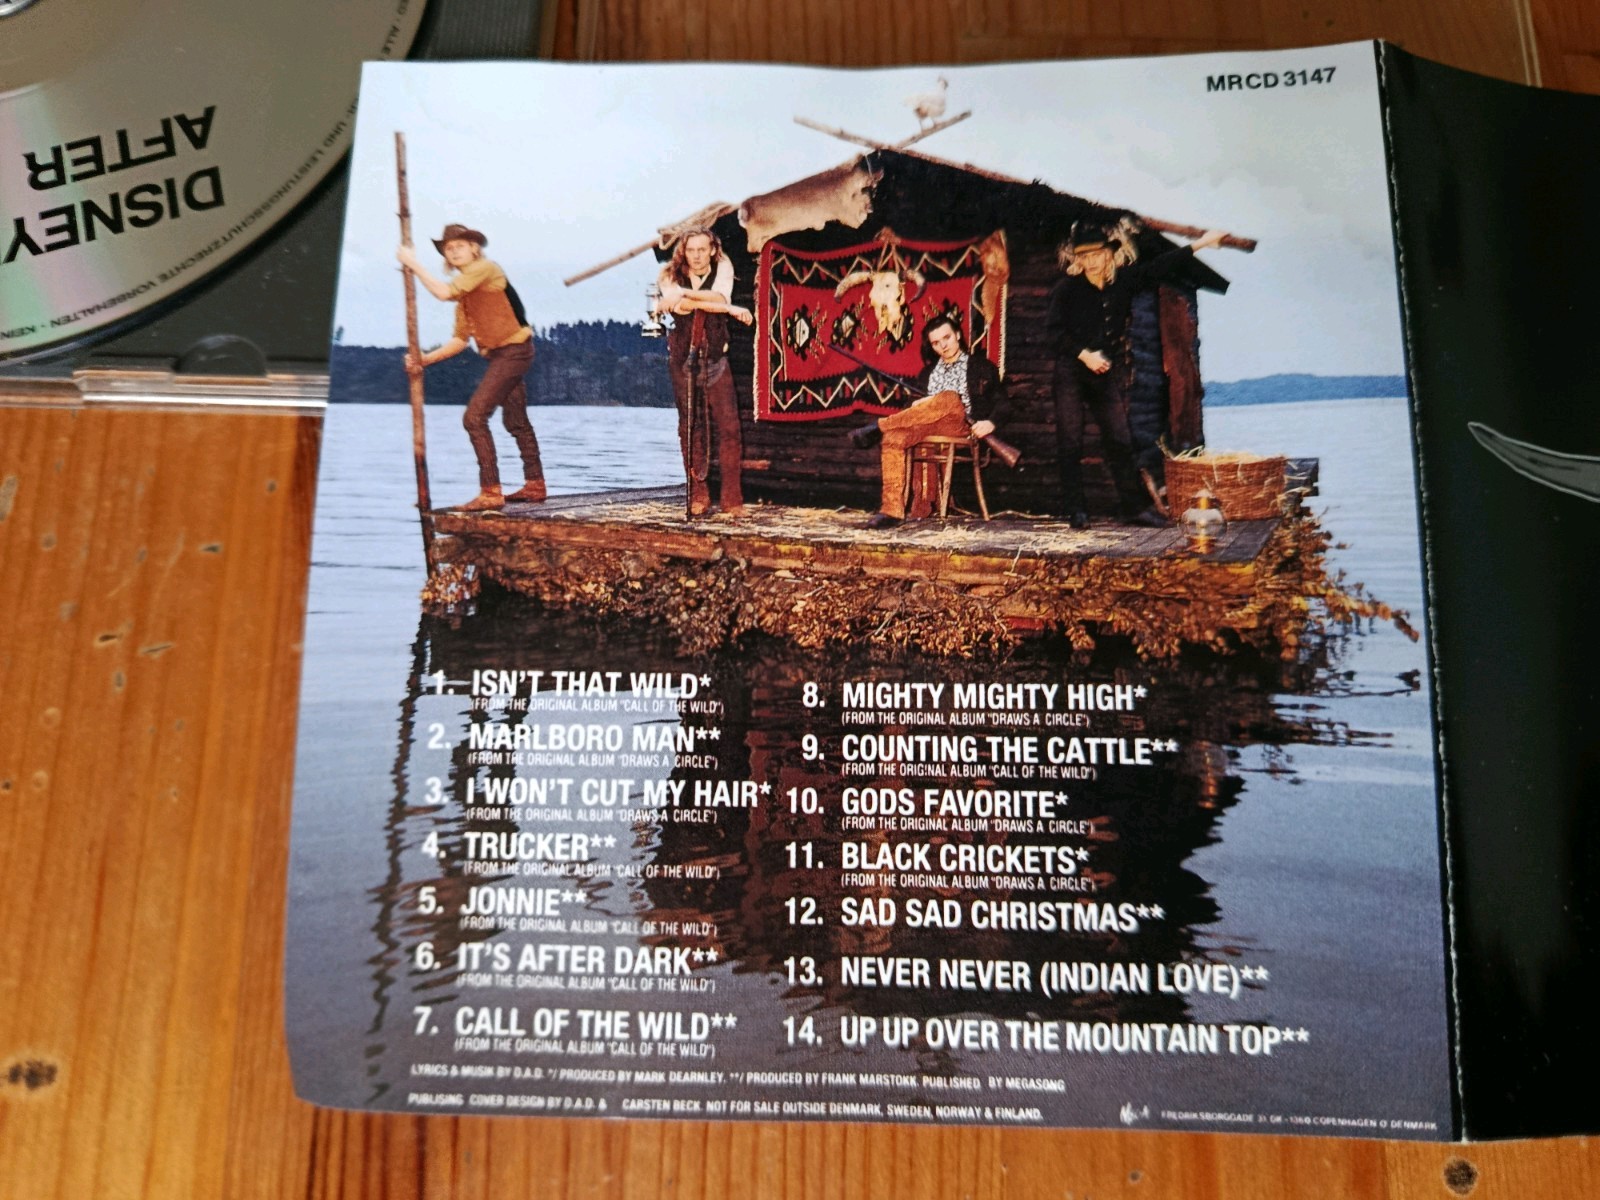 MRCD 3147
DISNEY
AFTER
UND LEISTUNGSSCHUTZRECHTE VORBEHALTEN · KEIN
1. ISN'T THAT WILD*
(FROM THE ORIGINAL ALBUM "CALL OF THE WILD")
2. MARLBORO MAN**
(FROM THE ORIGINAL ALBUM "DRAWS A CIRCLE")
3. I WON'T CUT MY HAIR*
(FROM THE ORIGINAL ALBUM "DRAWS A CIRCLE")
4. TRUCKER**
(FROM THE ORIGINAL ALBUM "CALL OF THE WILD")
5. JONNIE**
(FROM THE ORIGINAL ALBUM "CALL OF THE WILD")
6. IT'S AFTER DARK**
(FROM THE ORIGINAL ALBUM "CALL OF THE WILD")
7. CALL OF THE WILD**
(FROM THE ORIGINAL ALBUM "CALL OF THE WILD")
8. MIGHTY MIGHTY HIGH*
(FROM THE ORIGINAL ALBUM "DRAWS A CIRCLE")
9. COUNTING THE CATTLE**
(FROM THE ORIGINAL ALBUM "CALL OF THE WILD")
10. GODS FAVORITE*
(FROM THE ORIGINAL ALBUM "DRAWS A CIRCLE")
11. BLACK CRICKETS*
(FROM THE ORIGINAL ALBUM "DRAWS A CIRCLE")
12. SAD SAD CHRISTMAS**
13. NEVER NEVER (INDIAN LOVE)**
14. UP UP OVER THE MOUNTAIN TOP**
LYRICS & MUSIK BY D.A.D. */ PRODUCED BY MARK DEARNLEY. **/ PRODUCED BY FRANK MARSTOKK. PUBLISHED BY MEGASONG
PUBLISING COVER DESIGN BY D.A.D. & CARSTEN BECK. NOT FOR SALE OUTSIDE DENMARK, SWEDEN, NORWAY & FINLAND.
FREDRIKSBORGGADE 31 DK-1360 COPENHAGEN DENMARK